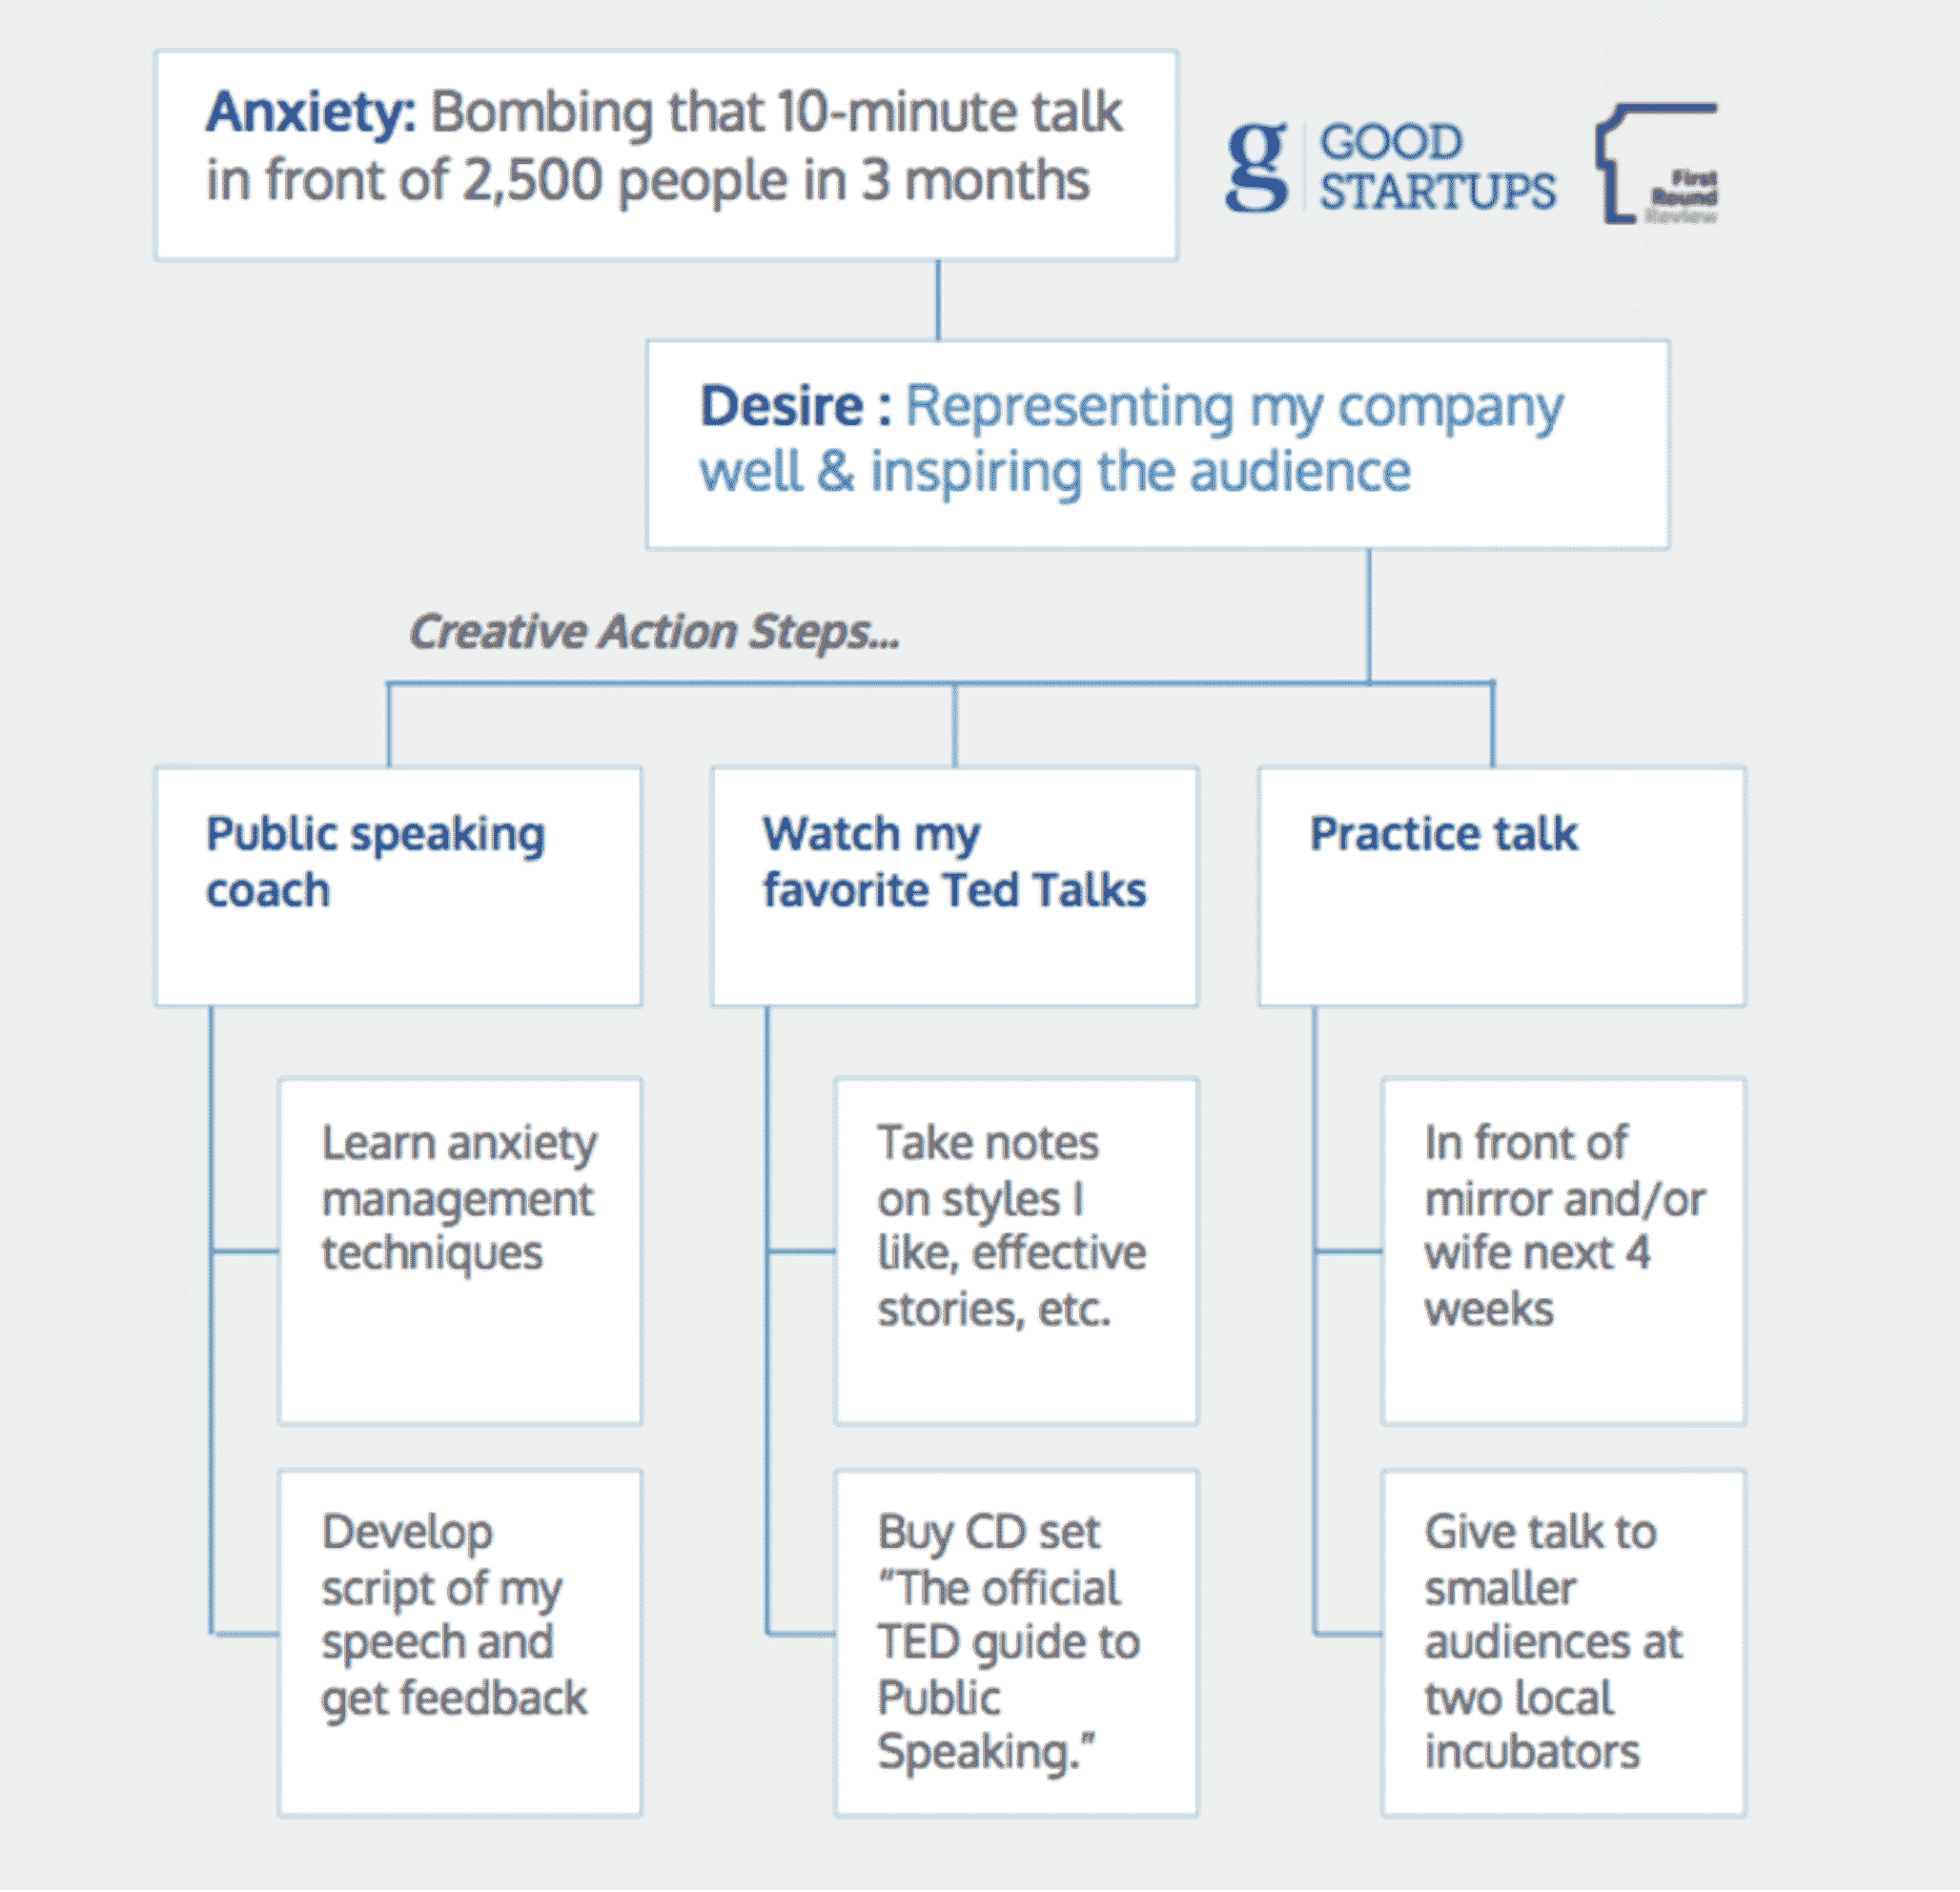 Anxiety: Bombing that 10-minute talk
in front of 2,500 people in 3 months
g GOOD
STARTUPS
First
Round
Review
Desire : Representing my company
well & inspiring the audience
Creative Action Steps...
Public speaking
coach
Learn anxiety
management
techniques
Develop
script of my
speech and
get feedback
Watch my
favorite Ted Talks
Take notes
on styles I
like, effective
stories, etc.
Buy CD set
“The official
TED guide to
Public
Speaking.”
Practice talk
In front of
mirror and/or
wife next 4
weeks
Give talk to
smaller
audiences at
two local
incubators